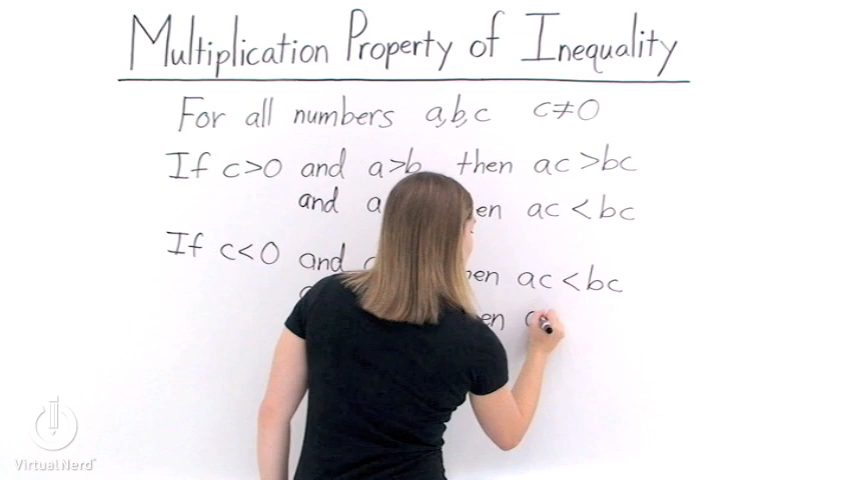 Multiplication Property of Inequality
For all numbers a,b,c c≠0
If c>0 and a>b then ac>bc
and a en ac<bc
If c<0 and en ac<bc
en
VirtualNerd